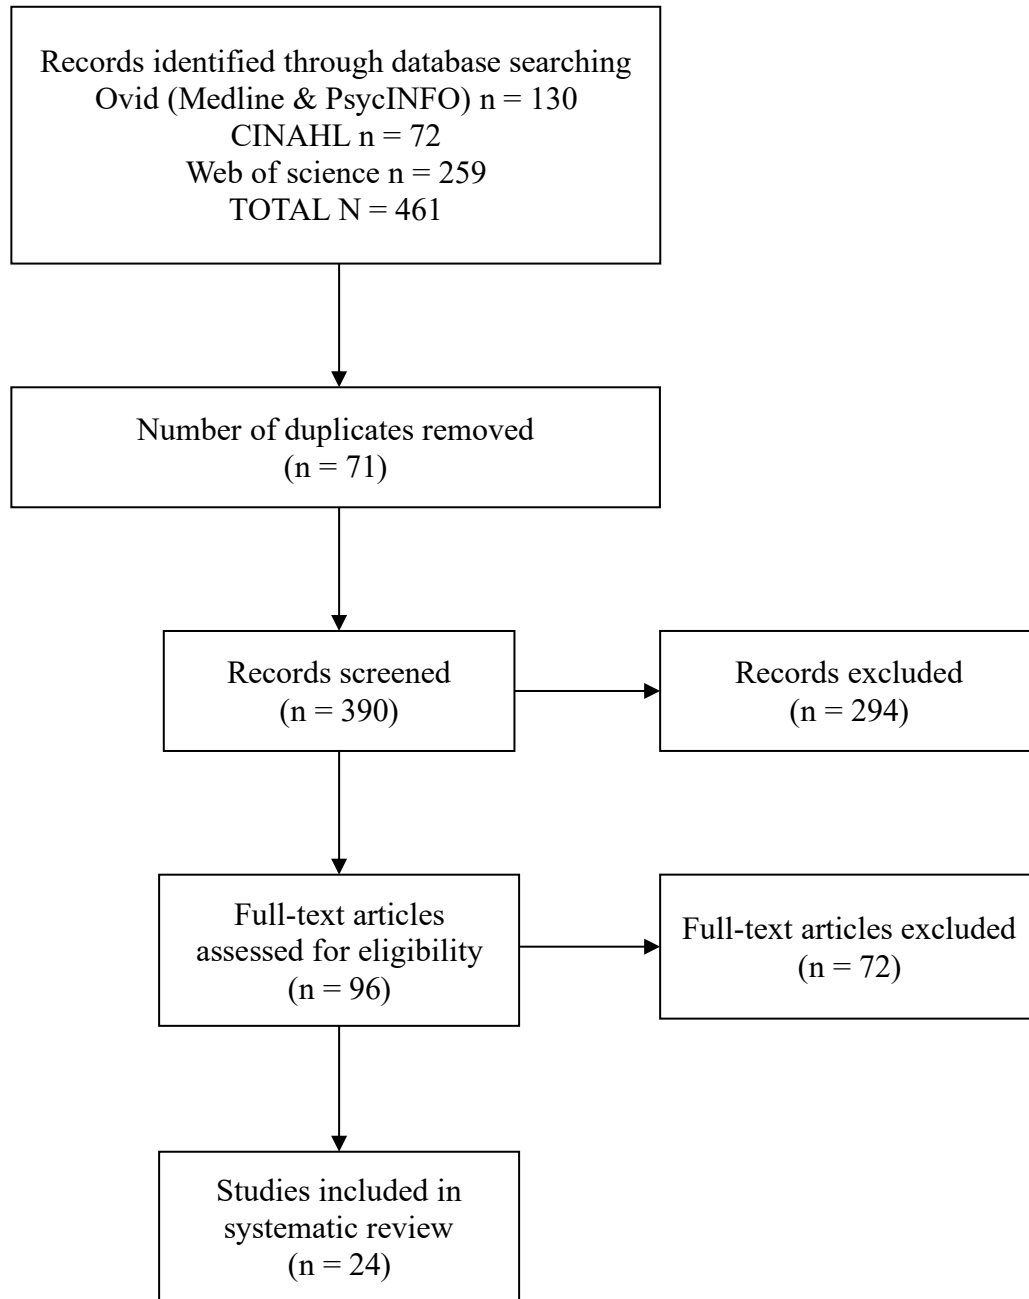 Records identified through database searching
Ovid (Medline & PsycINFO) n = 130
CINAHL n = 72
Web of science n = 259
TOTAL N = 461
Number of duplicates removed
(n = 71)
Records screened
(n = 390)
Records excluded
(n = 294)
Full-text articles
assessed for eligibility
(n = 96)
Full-text articles excluded
(n = 72)
Studies included in
systematic review
(n = 24)